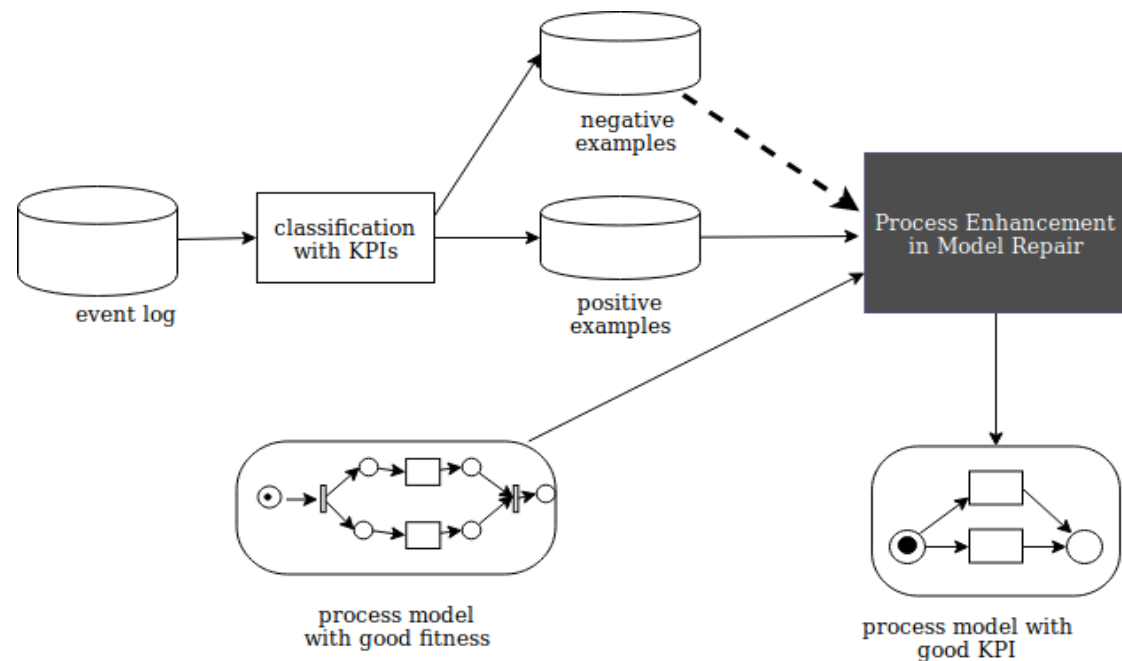 negative
examples
classification
with KPIs
Process Enhancement
in Model Repair
event log
positive
examples
process model
with good fitness
process model with
good KPI